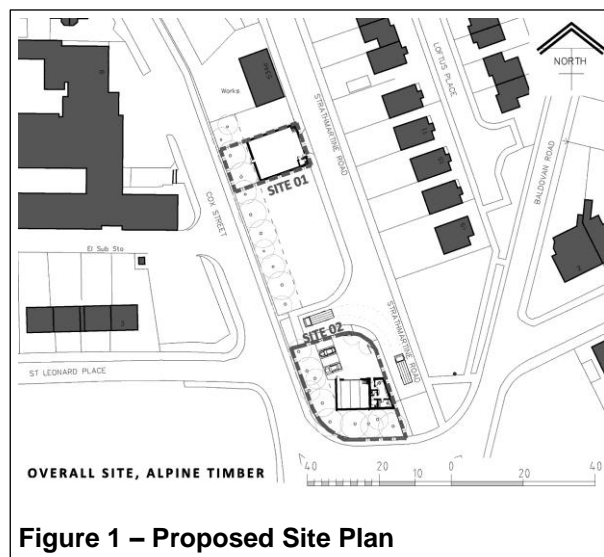 NORTH
LOFTUS PLACE
Works
STRATHMARTINE ROAD
BALDOVAN ROAD
SITE 01
COX STREET
El Sub Sta
SITE 02
STRATHMARTINE ROAD
ST LEONARD PLACE
OVERALL SITE, ALPINE TIMBER
40 20 0 20 40
Figure 1 – Proposed Site Plan